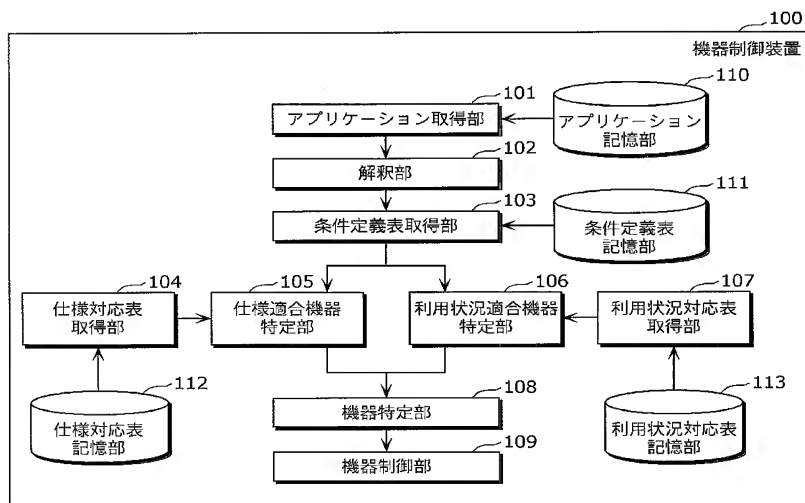 100
機器制御装置
110
101
アプリケーション取得部
アプリケーション
記憶部
102
解釈部
111
103
条件定義表取得部
条件定義表
記憶部
104
105
106
107
仕様対応表
取得部
仕様適合機器
特定部
利用状況適合機器
特定部
利用状況対応表
取得部
112
108
113
仕様対応表
記憶部
機器特定部
利用状況対応表
記憶部
109
機器制御部